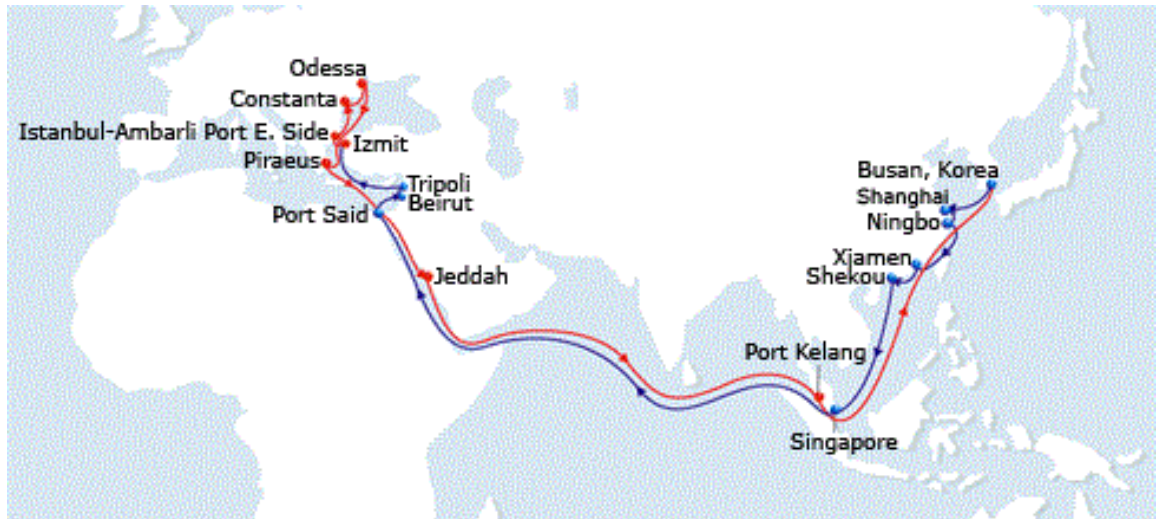 Odessa
Constanta
Istanbul-Ambarli Port E. Side
Izmit
Piraeus
Tripoli
Beirut
Port Said
Jeddah
Busan, Korea
Shanghai
Ningbo
Xiamen
Shekou
Port Kelang
Singapore